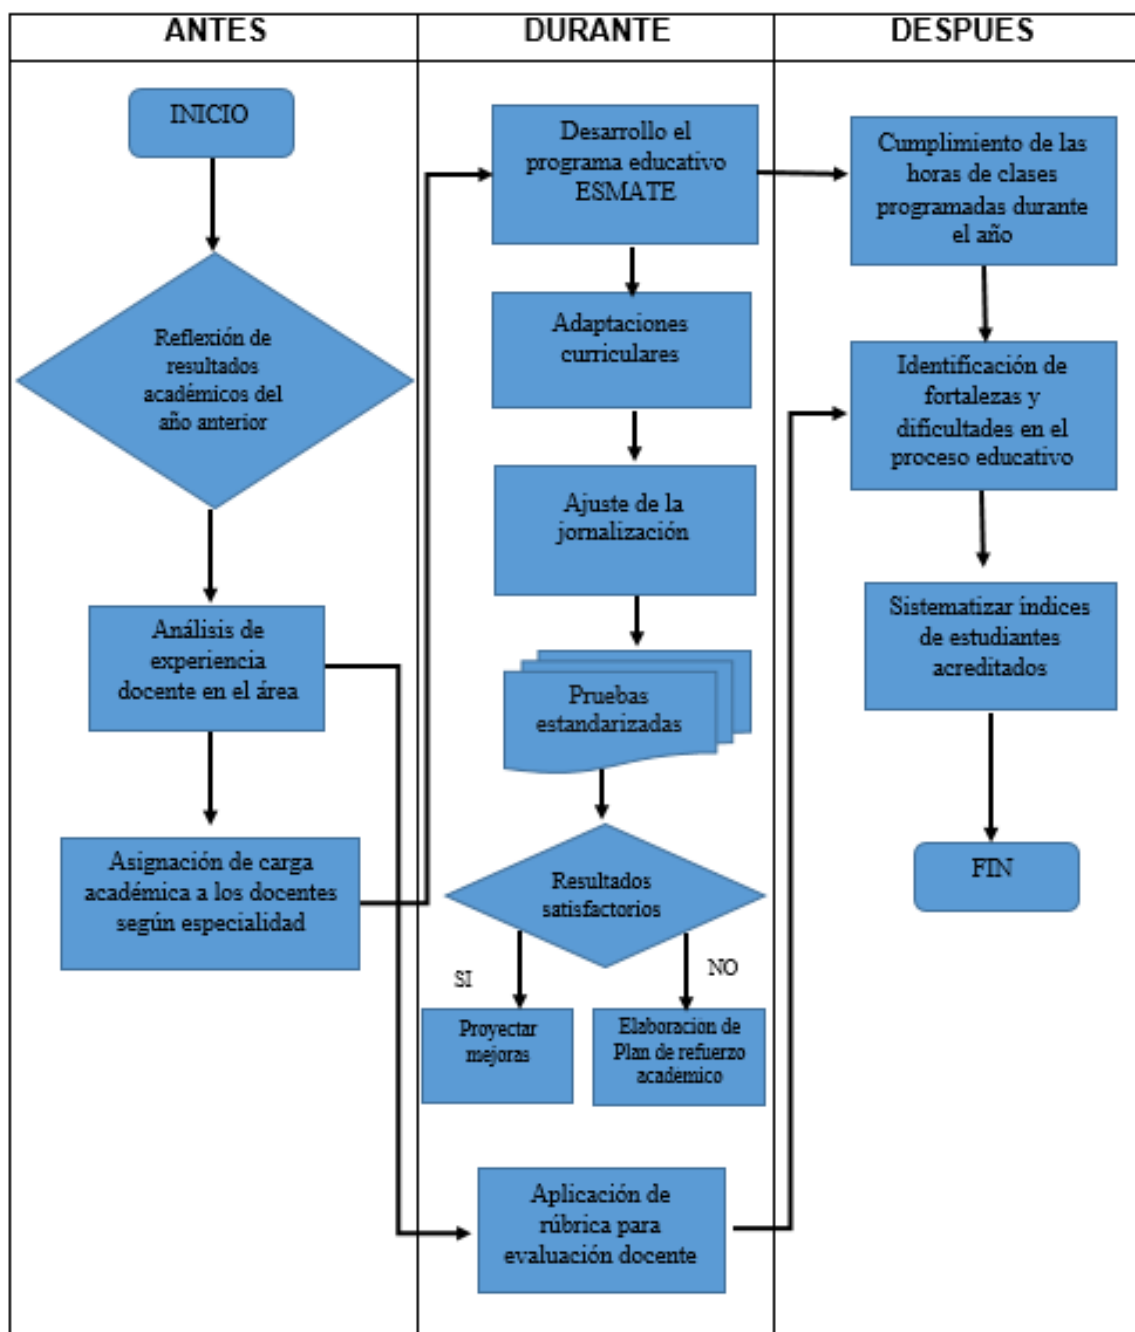 ANTES
DURANTE
DESPUES
INICIO
Reflexión de
resultados
académicos del
año anterior
Análisis de
experiencia
docente en el área
Asignación de carga
académica a los docentes
según especialidad
Desarrollo el
programa educativo
ESMATE
Adaptaciones
curriculares
Ajuste de la
jornalización
Pruebas
estandarizadas
Resultados
satisfactorios
SI
NO
Proyectar
mejoras
Elaboración de
Plan de refuerzo
académico
Aplicación de
rúbrica para
evaluación docente
Cumplimiento de las
horas de clases
programadas durante
el año
Identificación de
fortalezas y
dificultades en el
proceso educativo
Sistematizar índices
de estudiantes
acreditados
FIN